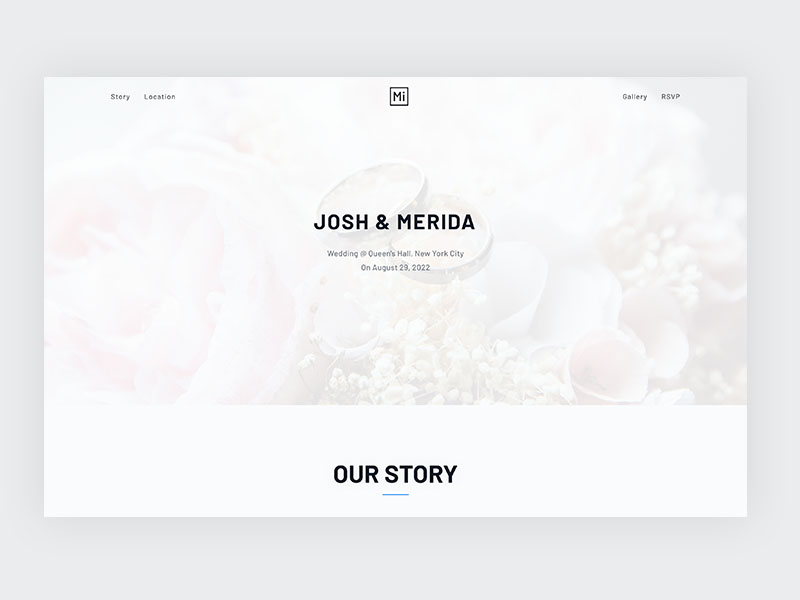 Story Location Mi Gallery RSVP
JOSH & MERIDA
Wedding @ Queen's Hall, New York City
On August 29, 2022
OUR STORY